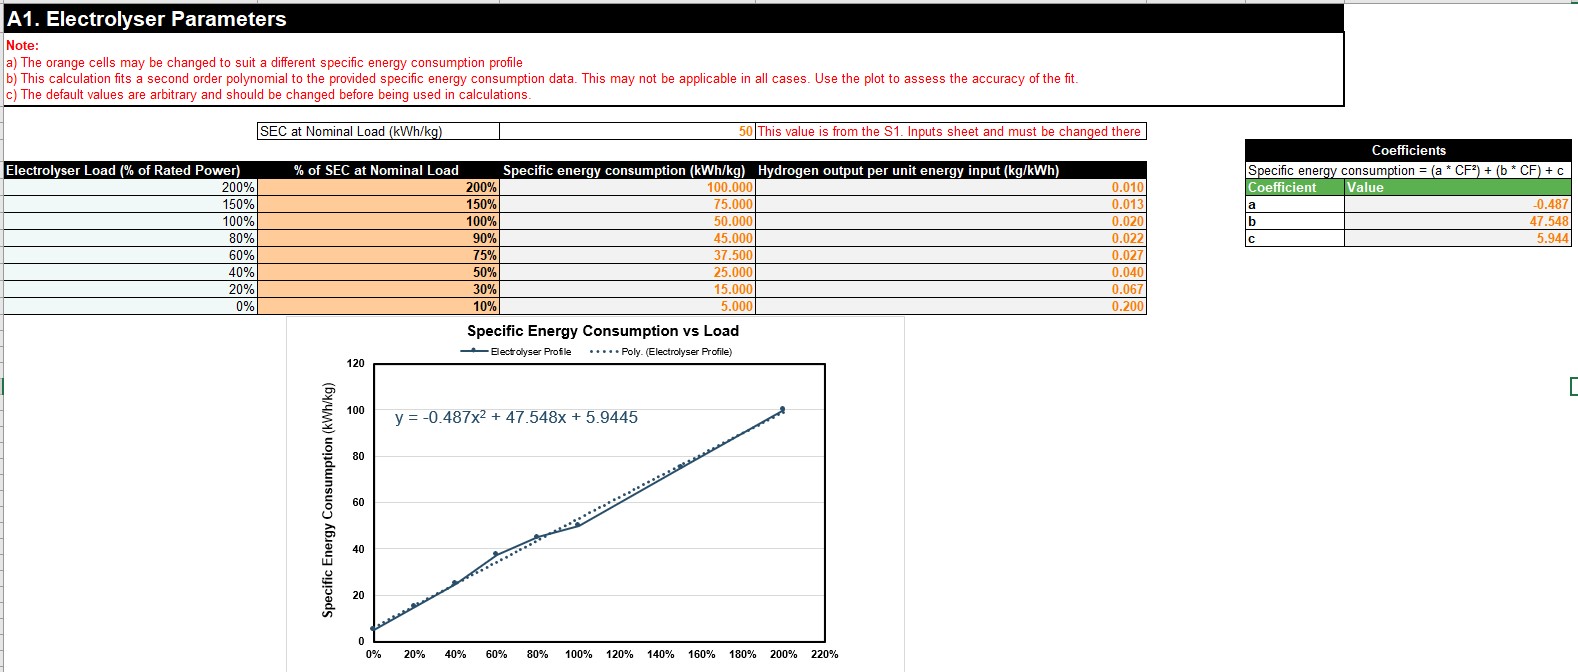 A1. Electrolyser Parameters
Note:
a) The orange cells may be changed to suit a different specific energy consumption profile
b) This calculation fits a second order polynomial to the provided specific energy consumption data. This may not be applicable in all cases. Use the plot to assess the accuracy of the fit.
c) The default values are arbitrary and should be changed before being used in calculations.
SEC at Nominal Load (kWh/kg) 50 This value is from the S1. Inputs sheet and must be changed there
Electrolyser Load (% of Rated Power) % of SEC at Nominal Load Specific energy consumption (kWh/kg) Hydrogen output per unit energy input (kg/kWh)
200% 200% 100.000 0.010
150% 150% 75.000 0.013
100% 100% 50.000 0.020
80% 90% 45.000 0.022
60% 75% 37.500 0.027
40% 50% 25.000 0.040
20% 30% 15.000 0.067
0% 10% 5.000 0.200
Coefficients
Specific energy consumption = (a * CF²) + (b * CF) + c
Coefficient Value
a -0.487
b 47.548
c 5.944
Specific Energy Consumption vs Load
Electrolyser Profile Poly. (Electrolyser Profile)
y = -0.487x² + 47.548x + 5.9445
Specific Energy Consumption (kWh/kg)
120
100
80
60
40
20
0
0% 20% 40% 60% 80% 100% 120% 140% 160% 180% 200% 220%